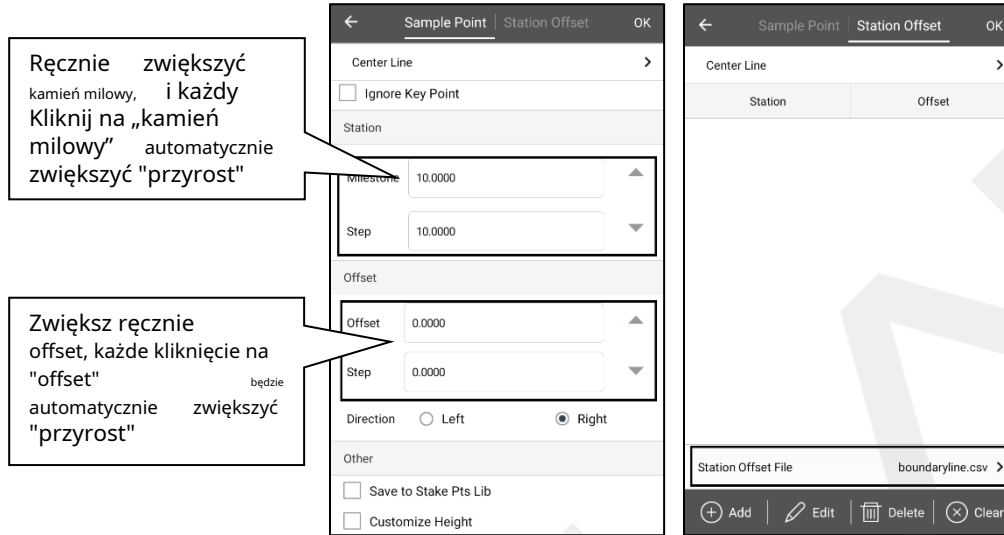 Ręcznie zwiększyć
kamień milowy, i każdy
Kliknij na „kamień
milowy” automatycznie
zwiększyć "przyrost"
Zwiększ ręcznie
offset, każde kliknięcie na
"offset" będzie
automatycznie zwiększyć
"przyrost"
Sample Point Station Offset OK
Center Line
Ignore Key Point
Station
Milestone 10.0000
Step 10.0000
Offset
Offset 0.0000
Step 0.0000
Direction Left Right
Other
Save to Stake Pts Lib
Customize Height
Sample Point Station Offset OK
Center Line
Station Offset
Station Offset File boundaryline.csv
Add Edit Delete Clear